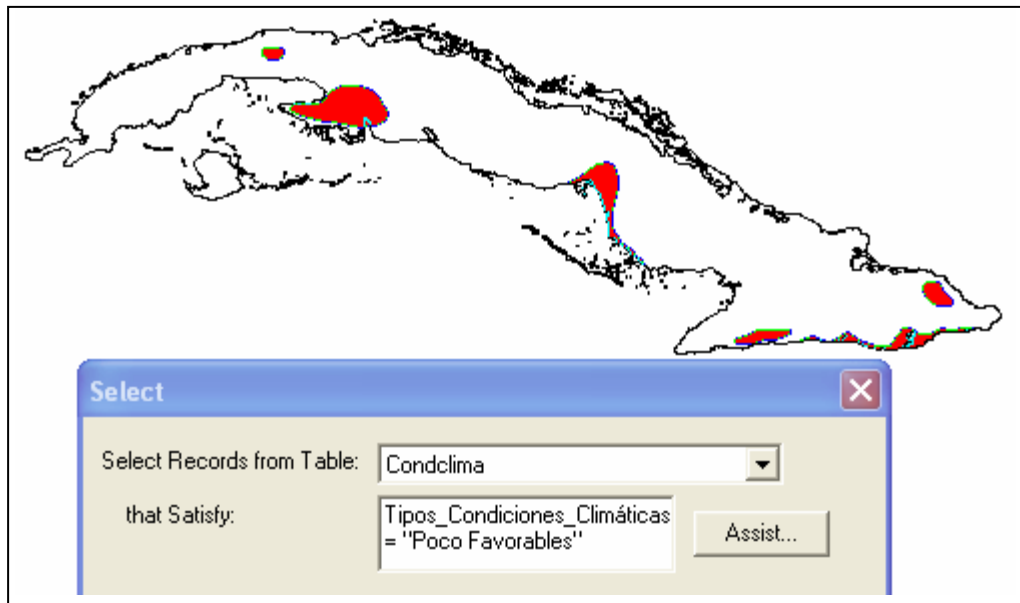 Select
Select Records from Table:
Condclima
that Satisfy:
Tipos_Condiciones_Climáticas
= "Poco Favorables"
Assist...